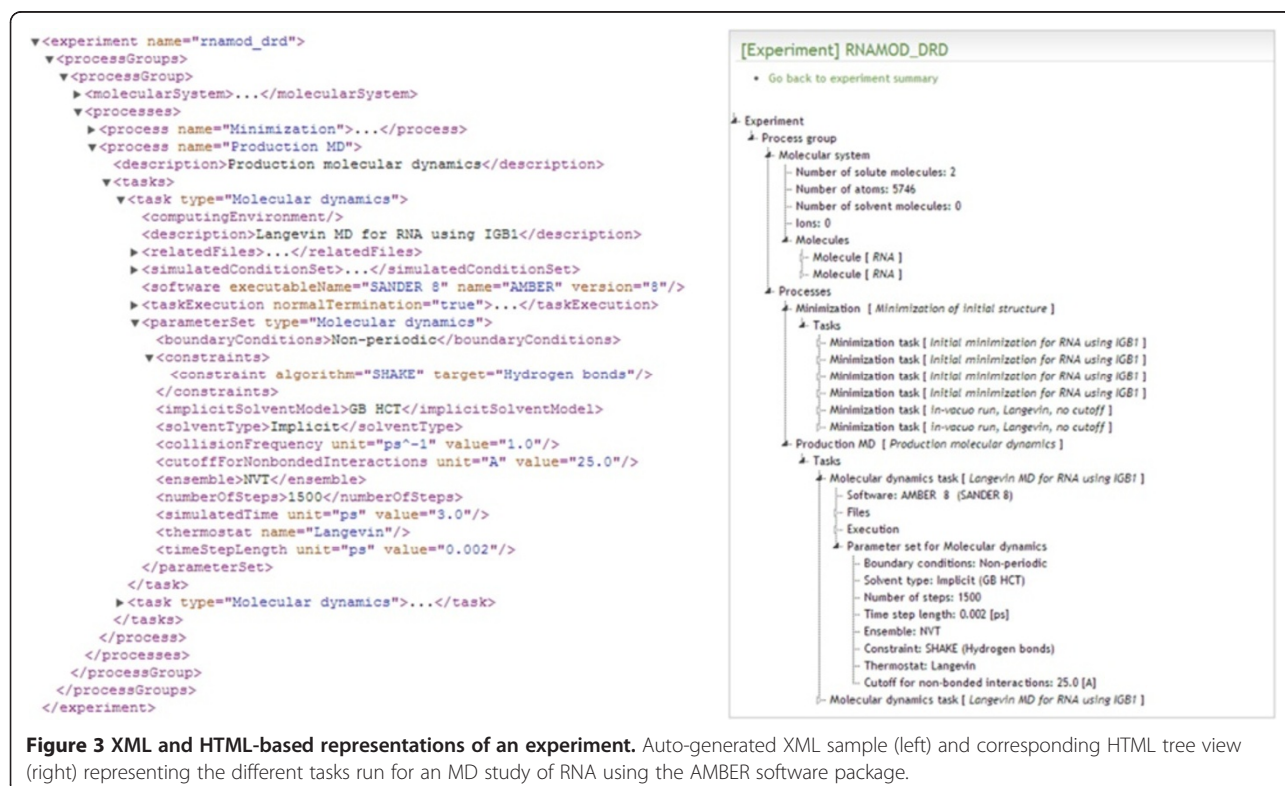 ▼<experiment name="rnamod_drd">
▼<processGroups>
▼<processGroup>
▶<molecularSystem>...</molecularSystem>
▼<processes>
▶<process name="Minimization">...</process>
▼<process name="Production MD">
<description>Production molecular dynamics</description>
▼<tasks>
▼<task type="Molecular dynamics">
<computingEnvironment/>
<description>Langevin MD for RNA using IGB1</description>
▶<relatedFiles>...</relatedFiles>
▶<simulatedConditionSet>...</simulatedConditionSet>
<software executableName="SANDER 8" name="AMBER" version="8"/>
▶<taskExecution normalTermination="true">...</taskExecution>
▼<parameterSet type="Molecular dynamics">
<boundaryConditions>Non-periodic</boundaryConditions>
▼<constraints>
<constraint algorithm="SHAKE" target="Hydrogen bonds"/>
</constraints>
<implicitSolventModel>GB HCT</implicitSolventModel>
<solventType>Implicit</solventType>
<collisionFrequency unit="ps^-1" value="1.0"/>
<cutoffForNonbondedInteractions unit="A" value="25.0"/>
<ensemble>NVT</ensemble>
<numberOfSteps>1500</numberOfSteps>
<simulatedTime unit="ps" value="3.0"/>
<thermostat name="Langevin"/>
<timeStepLength unit="ps" value="0.002"/>
</parameterSet>
</task>
▶<task type="Molecular dynamics">...</task>
</tasks>
</process>
</processes>
</processGroup>
</processGroups>
</experiment>
[Experiment] RNAMOD_DRD
• Go back to experiment summary
Experiment
Process group
Molecular system
Number of solute molecules: 2
Number of atoms: 5746
Number of solvent molecules: 0
Ions: 0
Molecules
Molecule [ RNA ]
Molecule [ RNA ]
Processes
Minimization [ Minimization of initial structure ]
Tasks
Minimization task [ Initial minimization for RNA using IGB1 ]
Minimization task [ Initial minimization for RNA using IGB1 ]
Minimization task [ Initial minimization for RNA using IGB1 ]
Minimization task [ Initial minimization for RNA using IGB1 ]
Minimization task [ in-vacuo run, Langevin, no cutoff ]
Minimization task [ in-vacuo run, Langevin, no cutoff ]
Production MD [ Production molecular dynamics ]
Tasks
Molecular dynamics task [ Langevin MD for RNA using IGB1 ]
Software: AMBER 8 (SANDER 8)
Files
Execution
Parameter set for Molecular dynamics
Boundary conditions: Non-periodic
Solvent type: Implicit (GB HCT)
Number of steps: 1500
Time step length: 0.002 [ps]
Ensemble: NVT
Constraint: SHAKE (Hydrogen bonds)
Thermostat: Langevin
Cutoff for non-bonded interactions: 25.0 [A]
Molecular dynamics task [ Langevin MD for RNA using IGB1 ]
Figure 3 XML and HTML-based representations of an experiment. Auto-generated XML sample (left) and corresponding HTML tree view
(right) representing the different tasks run for an MD study of RNA using the AMBER software package.